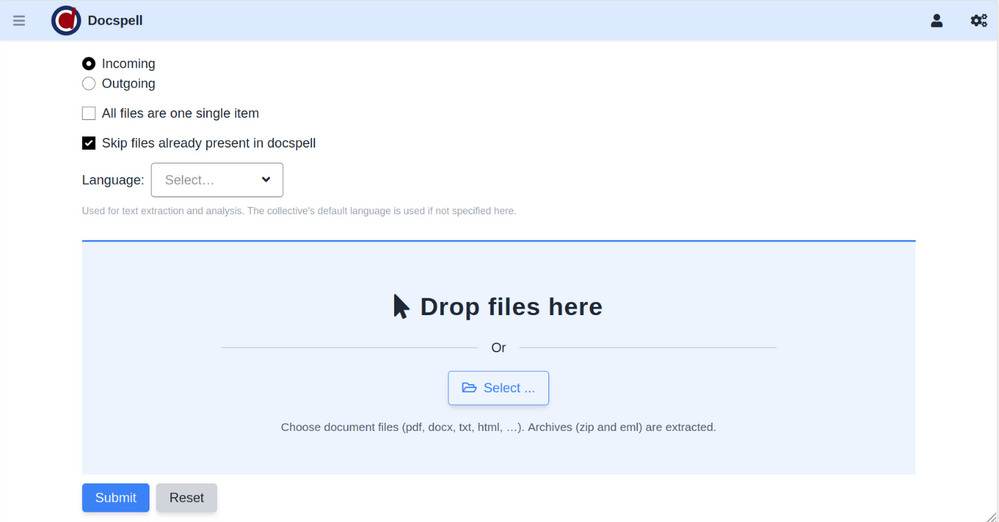 Docspell
Incoming
Outgoing
All files are one single item
Skip files already present in docspell
Language: Select…
Used for text extraction and analysis. The collective's default language is used if not specified here.
Drop files here
Or
Select ...
Choose document files (pdf, docx, txt, html, …). Archives (zip and eml) are extracted.
Submit Reset